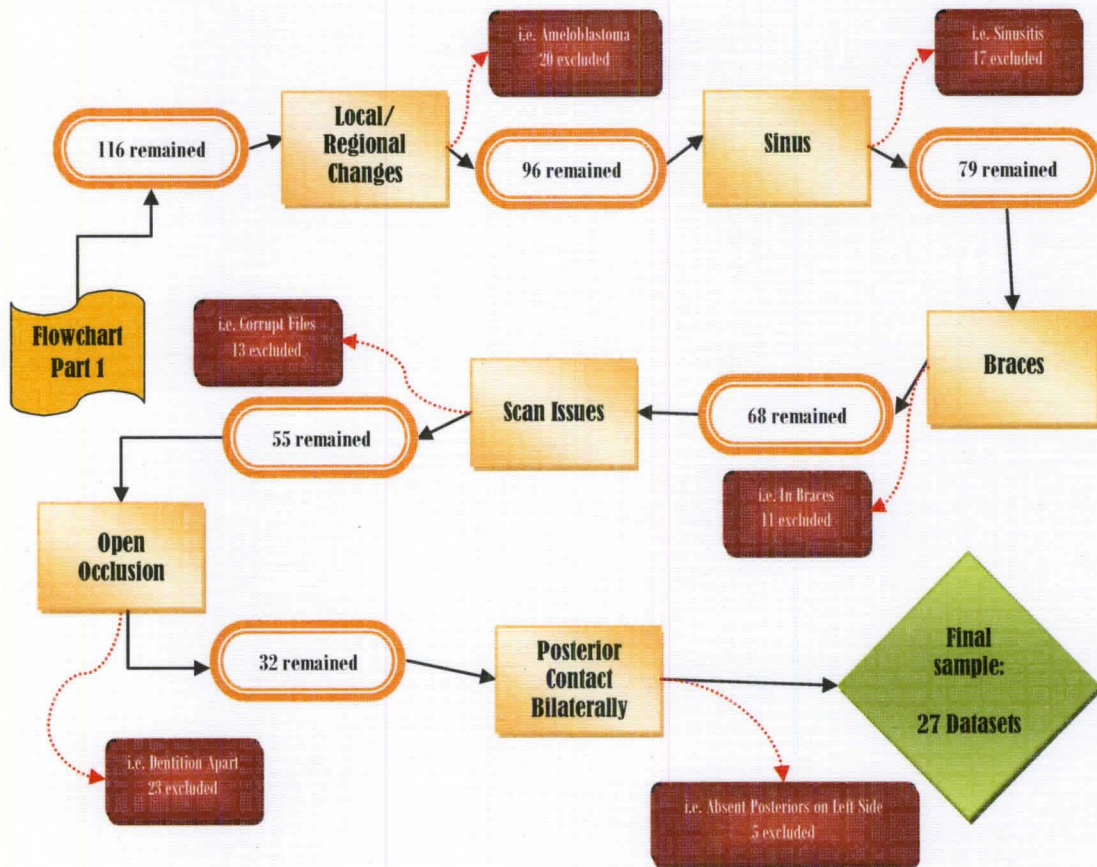 Flowchart
Part 1
116 remained
Local/
Regional
Changes
i.e. Ameloblastoma
20 excluded
96 remained
Sinus
i.e. Sinusitis
17 excluded
79 remained
Braces
i.e. In Braces
11 excluded
68 remained
Scan Issues
i.e. Corrupt Files
13 excluded
55 remained
Open
Occlusion
i.e. Dentition Apart
23 excluded
32 remained
Posterior
Contact
Bilaterally
i.e. Absent Posteriors on Left Side
5 excluded
Final
sample:
27 Datasets